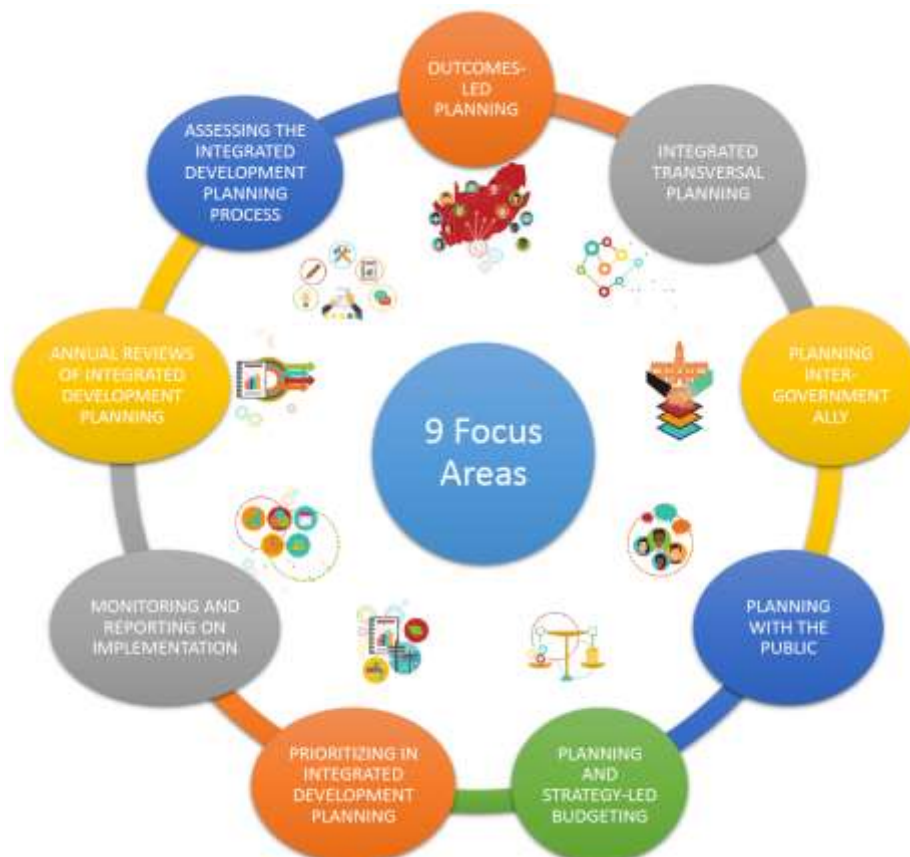 OUTCOMES-
LED
PLANNING
INTEGRATED
TRANSVERSAL
PLANNING
PLANNING
INTER-
GOVERNMENT
ALLY
PLANNING
WITH THE
PUBLIC
PLANNING
AND
STRATEGY-LED
BUDGETING
PRIORITIZING IN
INTEGRATED
DEVELOPMENT
PLANNING
MONITORING AND
REPORTING ON
IMPLEMENTATION
ANNUAL REVIEWS
OF INTEGRATED
DEVELOPMENT
PLANNING
ASSESSING THE
INTEGRATED
DEVELOPMENT
PLANNING
PROCESS
9 Focus
Areas